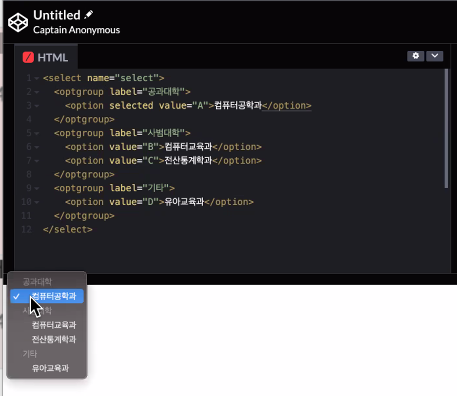 Untitled
Captain Anonymous
HTML
1 <select name="select">
2 <optgroup label="공과대학">
3 <option selected value="A">컴퓨터공학과</option>
4 </optgroup>
5 <optgroup label="사범대학">
6 <option value="B">컴퓨터교육과</option>
7 <option value="C">전산통계학과</option>
8 </optgroup>
9 <optgroup label="기타">
10 <option value="D">유아교육과</option>
11 </optgroup>
12 </select>
공과대학
✓ 컴퓨터공학과
컴퓨터교육과
전산통계학과
기타
유아교육과